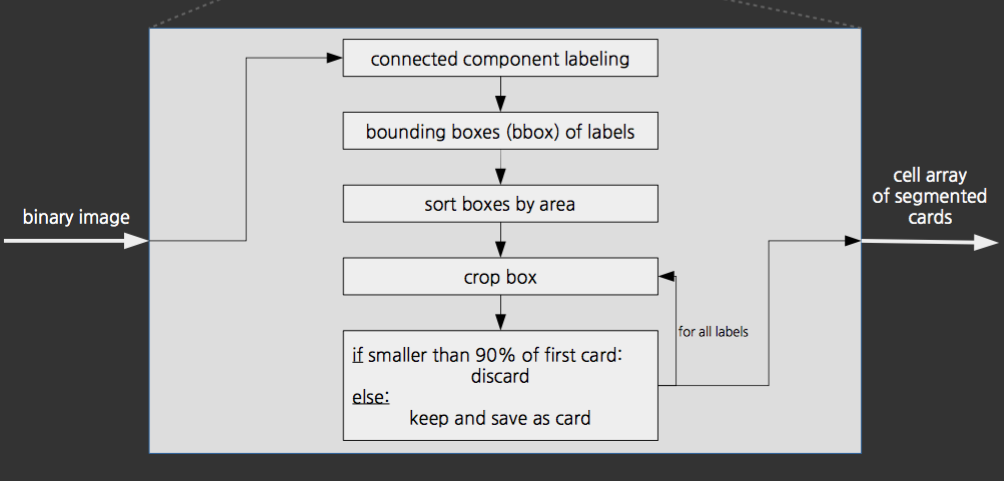 connected component labeling
bounding boxes (bbox) of labels
sort boxes by area
crop box
if smaller than 90% of first card:
discard
else:
keep and save as card
for all labels
binary image
cell array
of segmented
cards